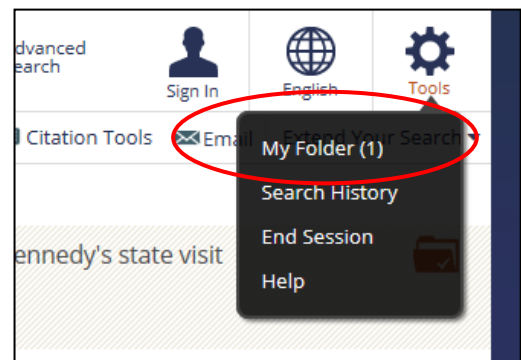 dvanced
earch
Sign In
English
Tools
Citation Tools
Email
Extend Your Search
My Folder (1)
Search History
End Session
Help
ennedy's state visit